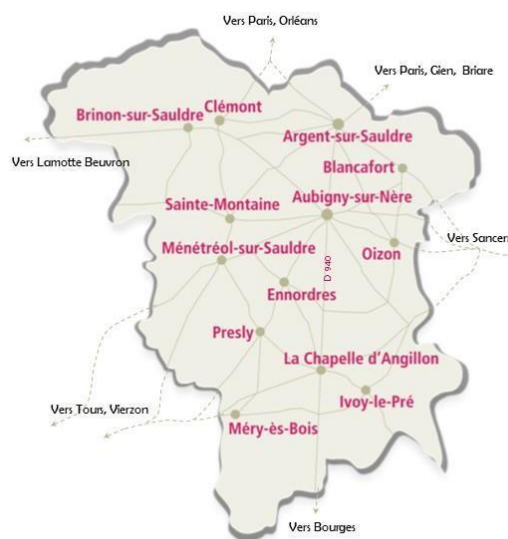 Vers Paris, Orléans
Vers Paris, Gien, Briare
Clémont
Brinon-sur-Sauldre
Argent-sur-Sauldre
Vers Lamotte Beuvron
Blancafort
Aubigny-sur-Nère
Sainte-Montaine
Vers Sancerr
Ménétréol-sur-Sauldre
Oizon
D 940
Ennordres
Presly
La Chapelle d'Angillon
Ivoy-le-Pré
Vers Tours, Vierzon
Méry-ès-Bois
Vers Bourges